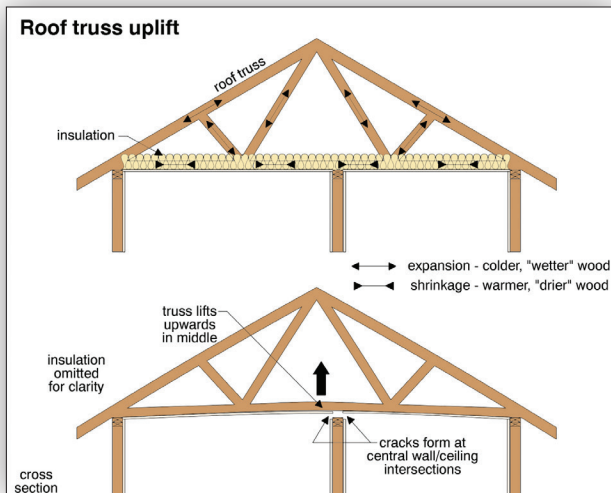 Roof truss uplift
roof truss
insulation
expansion - colder, "wetter" wood
shrinkage - warmer, "drier" wood
truss lifts
upwards
in middle
insulation
omitted
for clarity
cracks form at
central wall/ceiling
intersections
cross
section